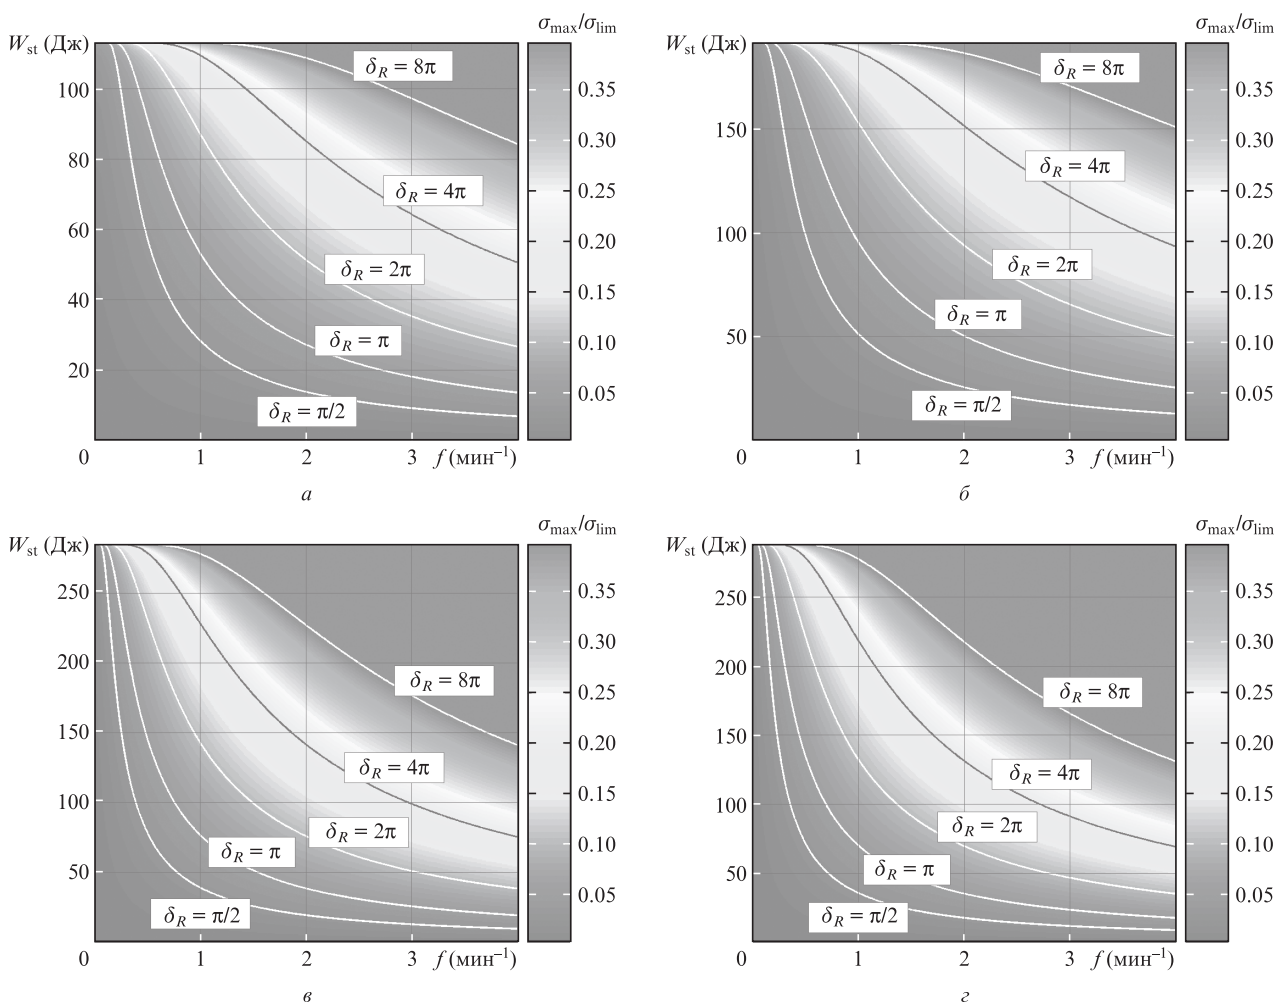 W_st (Дж)
σ_max/σ_lim
δ_R = 8π
δ_R = 4π
δ_R = 2π
δ_R = π
δ_R = π/2
100
80
60
40
20
0 1 2 3 f (мин⁻¹)
0.35
0.30
0.25
0.20
0.15
0.10
0.05
а
W_st (Дж)
σ_max/σ_lim
δ_R = 8π
δ_R = 4π
δ_R = 2π
δ_R = π
δ_R = π/2
150
100
50
0 1 2 3 f (мин⁻¹)
0.35
0.30
0.25
0.20
0.15
0.10
0.05
б
W_st (Дж)
σ_max/σ_lim
δ_R = 8π
δ_R = 4π
δ_R = 2π
δ_R = π
δ_R = π/2
250
200
150
100
50
0 1 2 3 f (мин⁻¹)
0.35
0.30
0.25
0.20
0.15
0.10
0.05
в
W_st (Дж)
σ_max/σ_lim
δ_R = 8π
δ_R = 4π
δ_R = 2π
δ_R = π
δ_R = π/2
250
200
150
100
50
0 1 2 3 f (мин⁻¹)
0.35
0.30
0.25
0.20
0.15
0.10
0.05
г